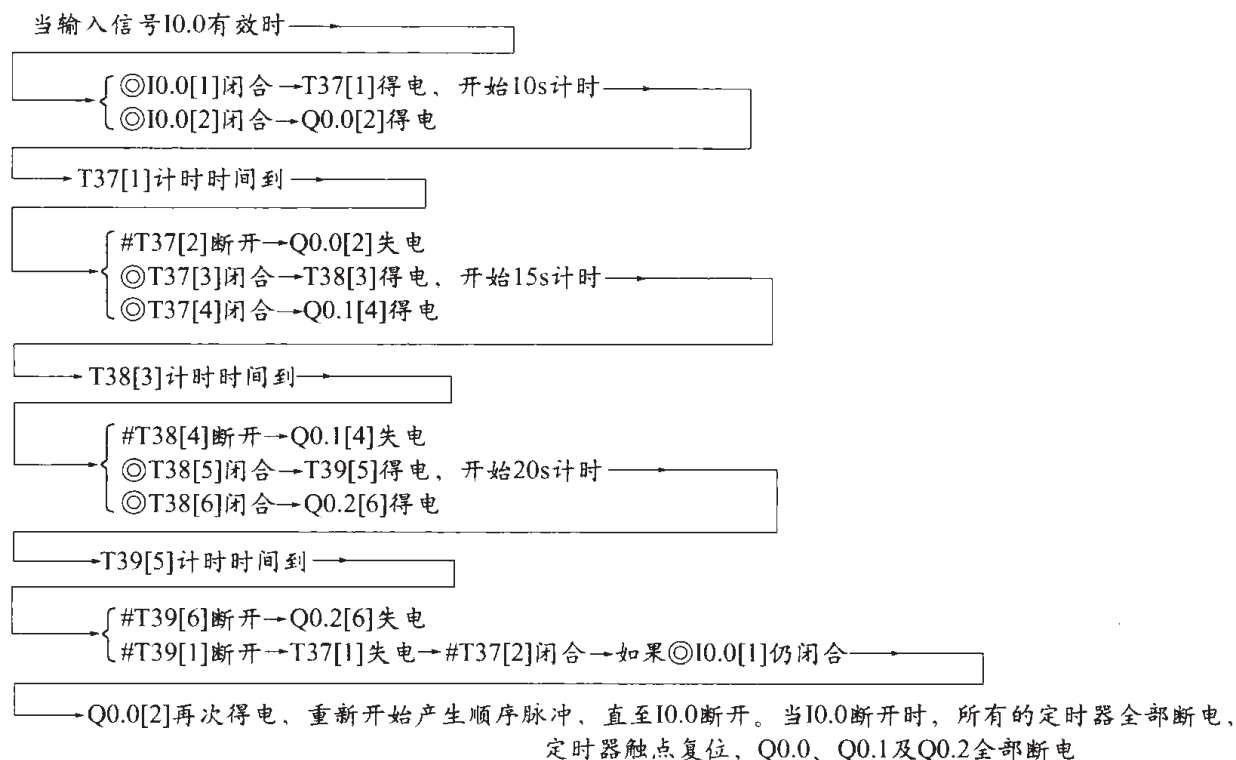 当输入信号I0.0有效时
◎I0.0[1]闭合→T37[1]得电、开始10s计时
◎I0.0[2]闭合→Q0.0[2]得电
T37[1]计时时间到
#T37[2]断开→Q0.0[2]失电
◎T37[3]闭合→T38[3]得电、开始15s计时
◎T37[4]闭合→Q0.1[4]得电
T38[3]计时时间到
#T38[4]断开→Q0.1[4]失电
◎T38[5]闭合→T39[5]得电、开始20s计时
◎T38[6]闭合→Q0.2[6]得电
T39[5]计时时间到
#T39[6]断开→Q0.2[6]失电
#T39[1]断开→T37[1]失电→#T37[2]闭合→如果◎I0.0[1]仍闭合
Q0.0[2]再次得电、重新开始产生顺序脉冲，直至I0.0断开。当I0.0断开时，所有的定时器全部断电，
定时器触点复位，Q0.0、Q0.1及Q0.2全部断电